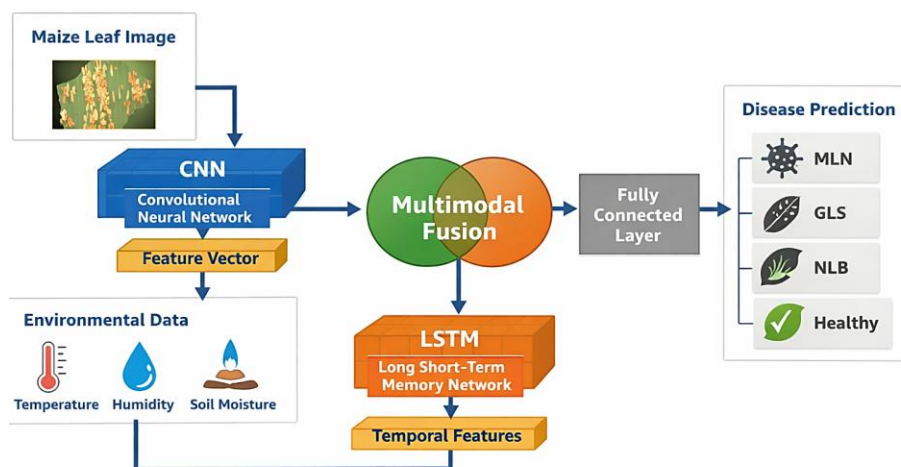 Maize Leaf Image
CNN
Convolutional
Neural Network
Feature Vector
Environmental Data
Temperature
Humidity
Soil Moisture
Multimodal
Fusion
LSTM
Long Short-Term
Memory Network
Temporal Features
Fully
Connected
Layer
Disease Prediction
MLN
GLS
NLB
Healthy